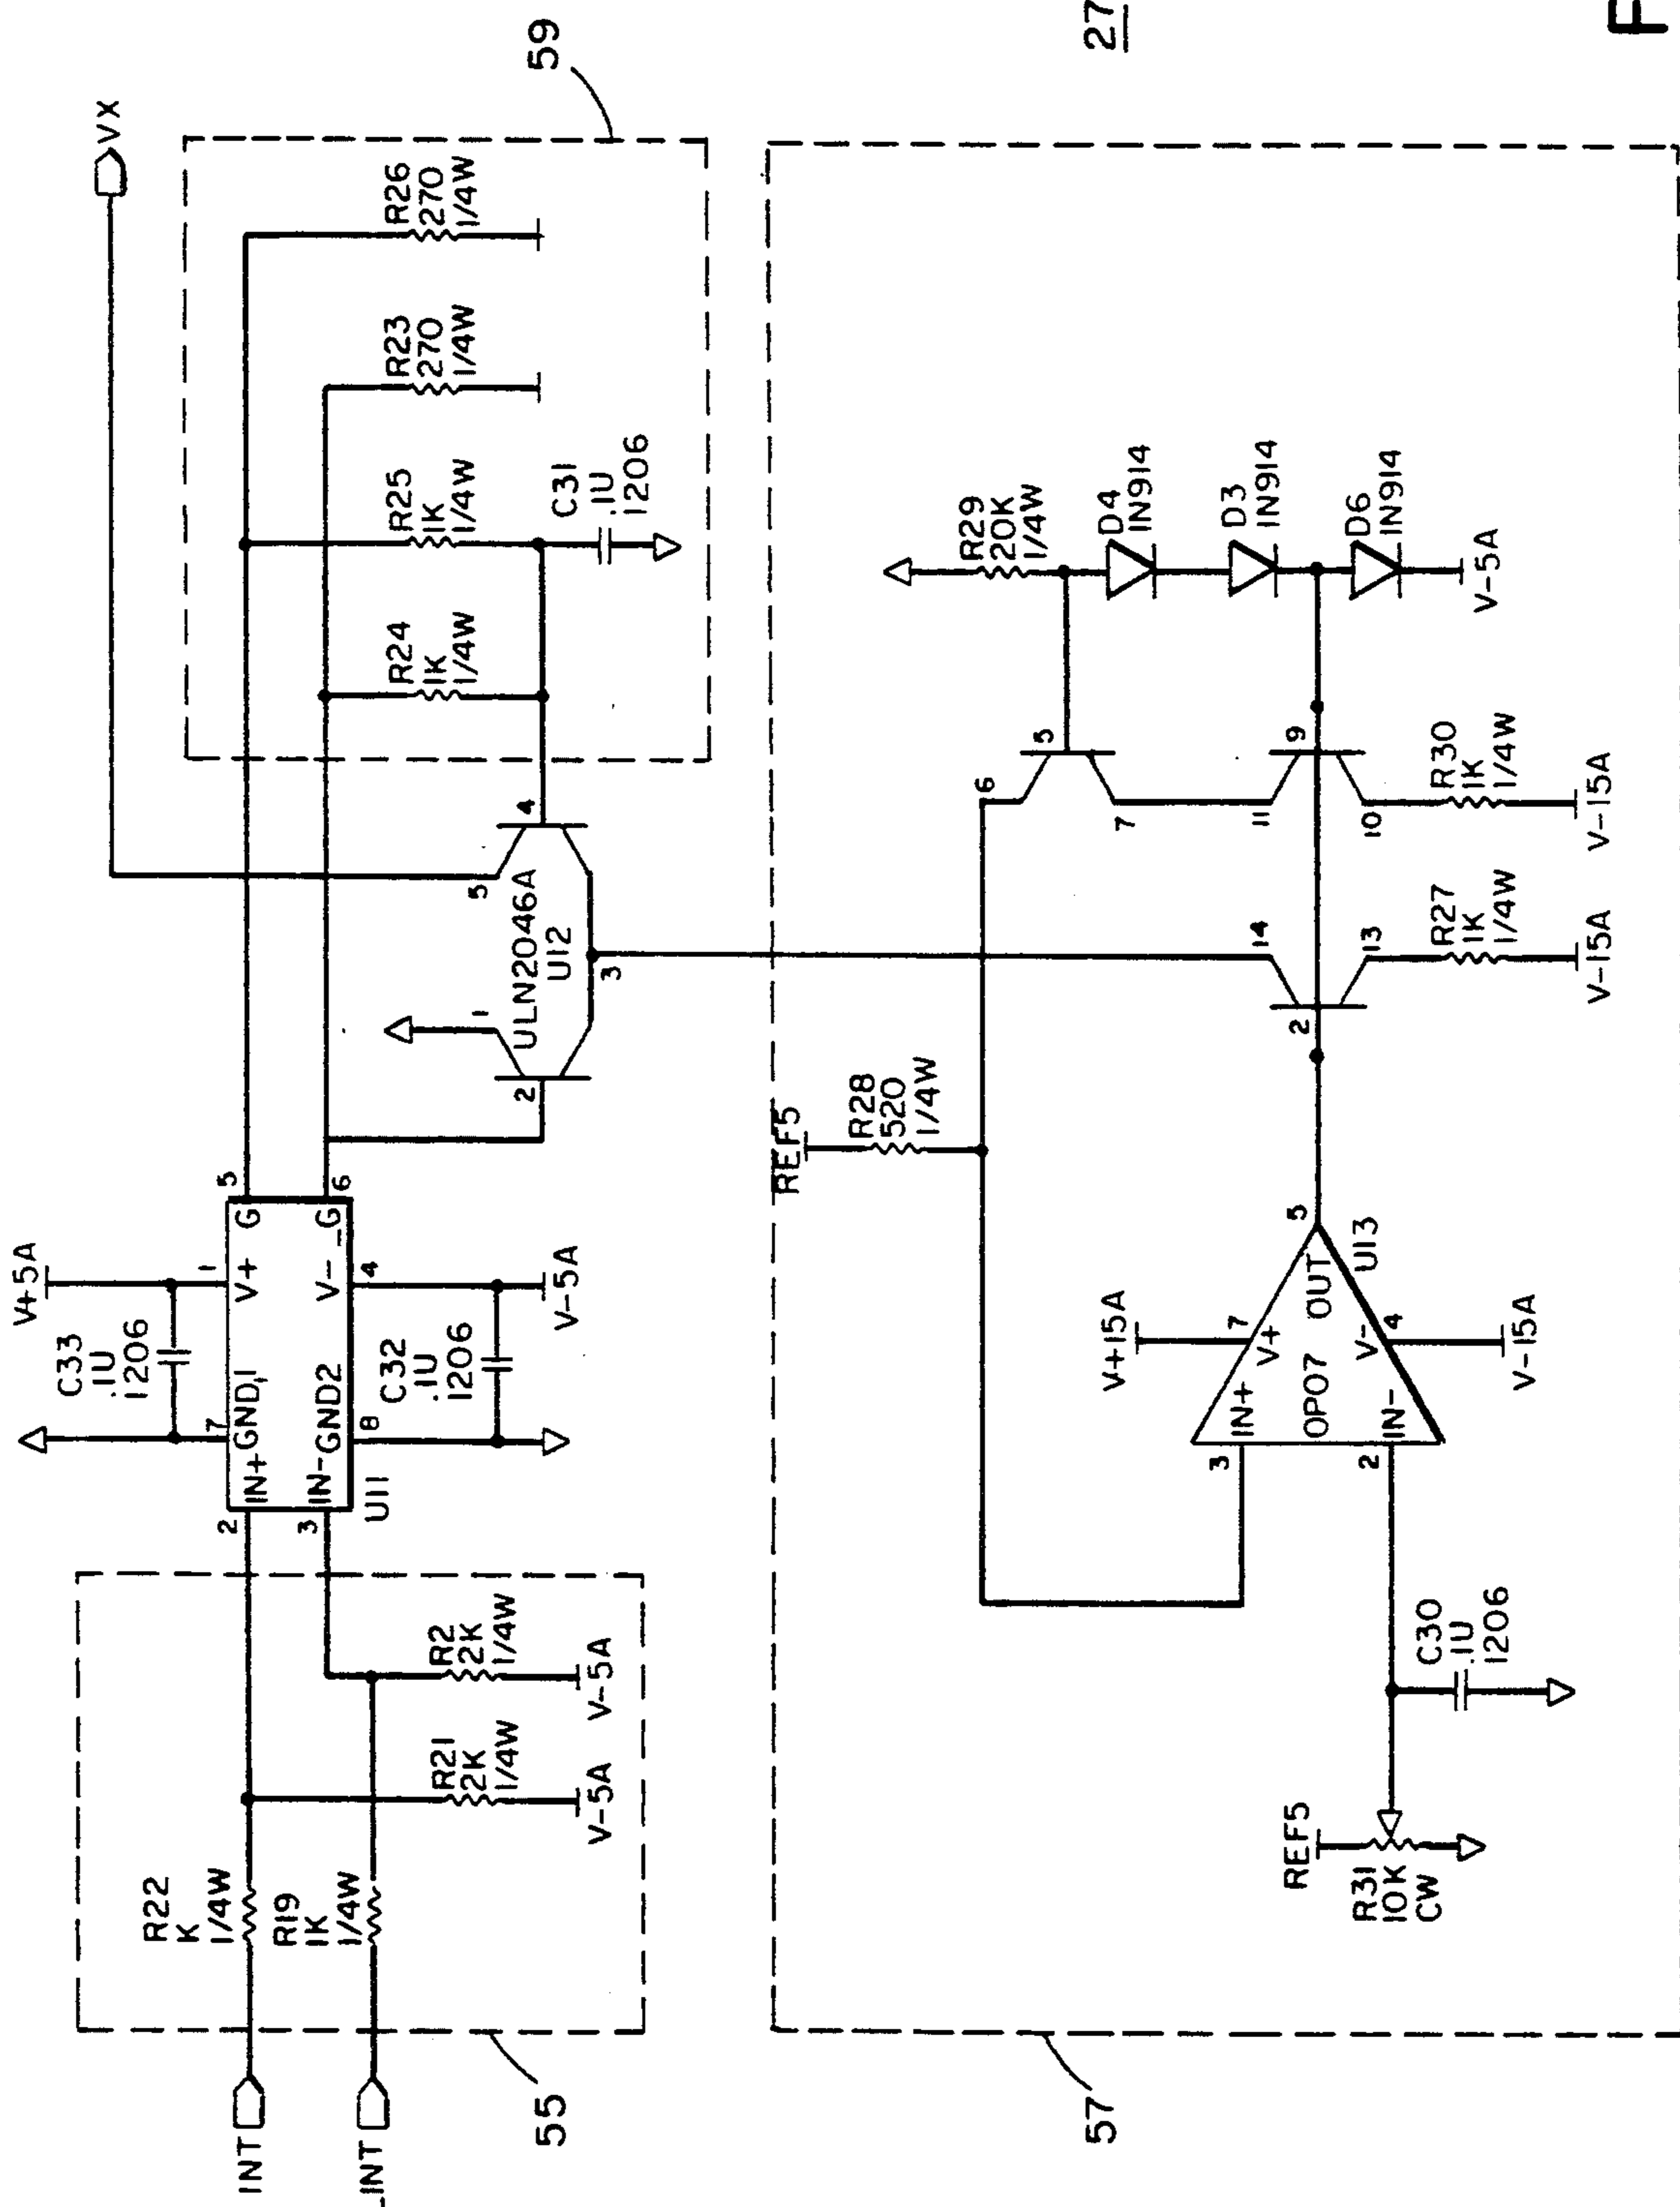 VX
59
27
F
V+5A
C33
.1U
1206
7
1
GND1
V+
5
G
2
IN+
IN-
3
GND2
V-
_G
6
U11
8
4
C32
.1U
1206
V-5A
R22
K
1/4W
R19
1K
1/4W
R21
2K
1/4W
V-5A
R2
2K
1/4W
V-5A
INT
_INT
55
1
2
ULN2046A
U12
3
5
4
R24
1K
1/4W
R25
1K
1/4W
C31
.1U
1206
R23
270
1/4W
R26
270
1/4W
REF5
R28
520
1/4W
6
5
7
R29
20K
1/4W
D4
IN914
D3
IN914
D6
IN914
V-5A
14
2
13
R27
1K
1/4W
V-15A
11
9
10
R30
1K
1/4W
V-15A
V+15A
7
V+
3
IN+
OP07
OUT
5
U13
2
IN-
V-
4
V-15A
REF5
R31
10K
CW
C30
.1U
1206
57